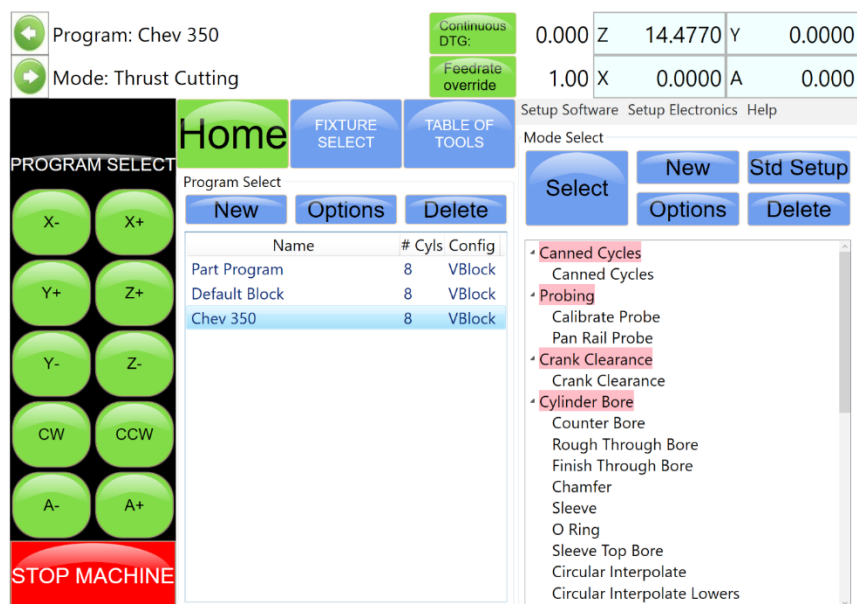 Program: Chev 350
Continuous DTG: 0.000 Z 14.4770 Y 0.0000
Mode: Thrust Cutting
Feedrate override 1.00 X 0.0000 A 0.000
Setup Software Setup Electronics Help
PROGRAM SELECT
X- X+
Y+ Z+
Y- Z-
CW CCW
A- A+
STOP MACHINE
Home
FIXTURE SELECT
TABLE OF TOOLS
Program Select
New Options Delete
Name # Cyls Config
Part Program 8 VBlock
Default Block 8 VBlock
Chev 350 8 VBlock
Mode Select
Select
New Std Setup
Options Delete
Canned Cycles
Canned Cycles
Probing
Calibrate Probe
Pan Rail Probe
Crank Clearance
Crank Clearance
Cylinder Bore
Counter Bore
Rough Through Bore
Finish Through Bore
Chamfer
Sleeve
O Ring
Sleeve Top Bore
Circular Interpolate
Circular Interpolate Lowers